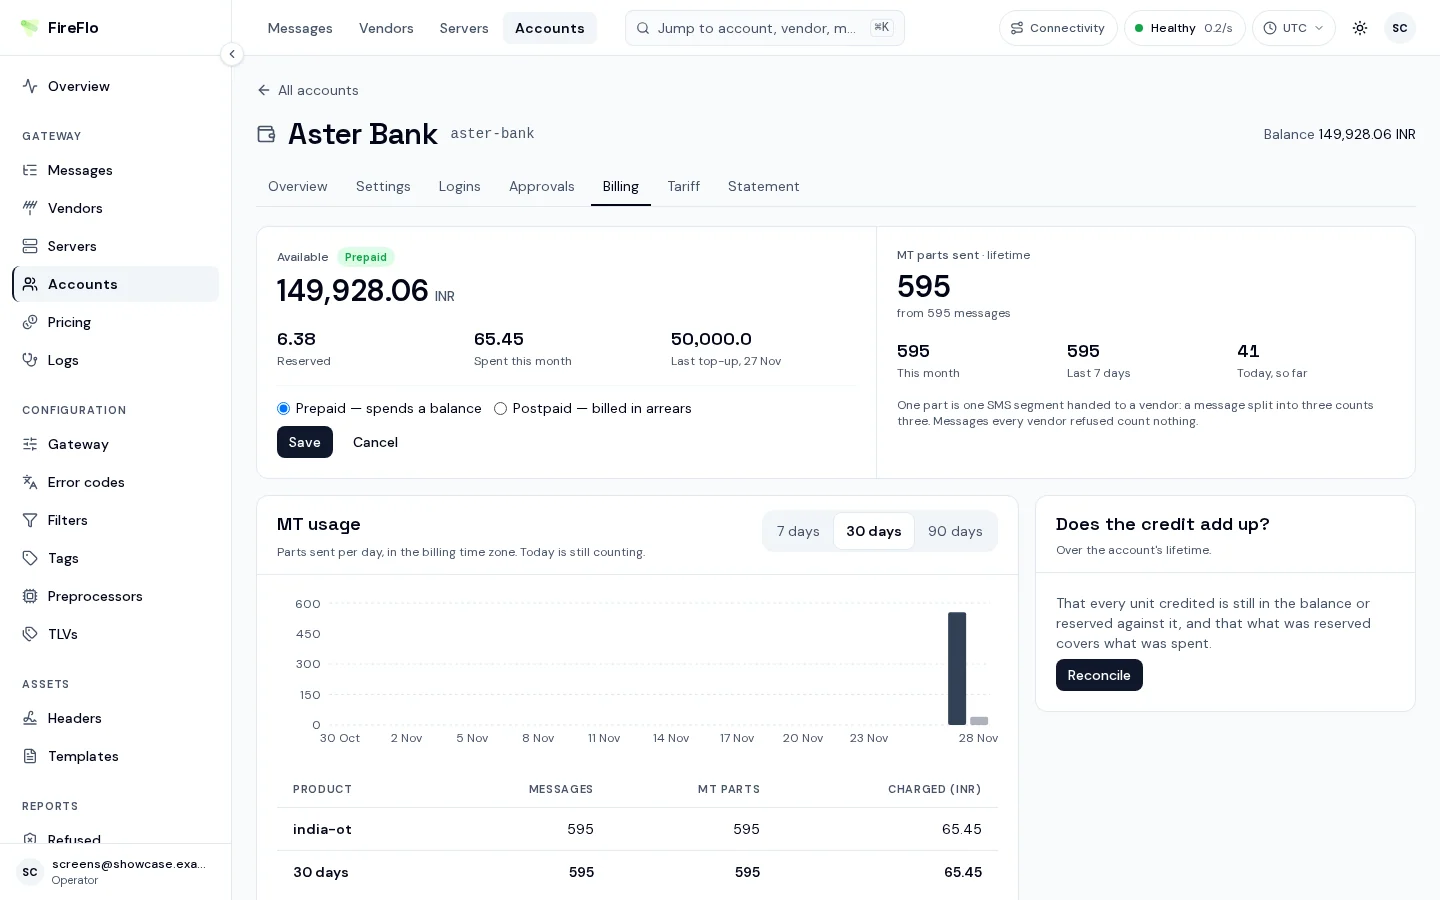 FireFlo
Messages
Vendors
Servers
Accounts
Jump to account, vendor, m...
⌘K
Connectivity
Healthy 0.2/s
UTC
SC
Overview
GATEWAY
Messages
Vendors
Servers
Accounts
Pricing
Logs
CONFIGURATION
Gateway
Error codes
Filters
Tags
Preprocessors
TLVs
ASSETS
Headers
Templates
REPORTS
Refused
SC
screens@showcase.exa...
Operator
All accounts
Aster Bank aster-bank
Balance 149,928.06 INR
Overview
Settings
Logins
Approvals
Billing
Tariff
Statement
Available Prepaid
149,928.06 INR
6.38
Reserved
65.45
Spent this month
50,000.0
Last top-up, 27 Nov
Prepaid — spends a balance
Postpaid — billed in arrears
Save
Cancel
MT parts sent · lifetime
595
from 595 messages
595
This month
595
Last 7 days
41
Today, so far
One part is one SMS segment handed to a vendor: a message split into three counts
three. Messages every vendor refused count nothing.
MT usage
Parts sent per day, in the billing time zone. Today is still counting.
7 days
30 days
90 days
600
450
300
150
0
30 Oct
2 Nov
5 Nov
8 Nov
11 Nov
14 Nov
17 Nov
20 Nov
23 Nov
28 Nov
PRODUCT MESSAGES MT PARTS CHARGED (INR)
india-ot 595 595 65.45
30 days 595 595 65.45
Does the credit add up?
Over the account's lifetime.
That every unit credited is still in the balance or
reserved against it, and that what was reserved
covers what was spent.
Reconcile